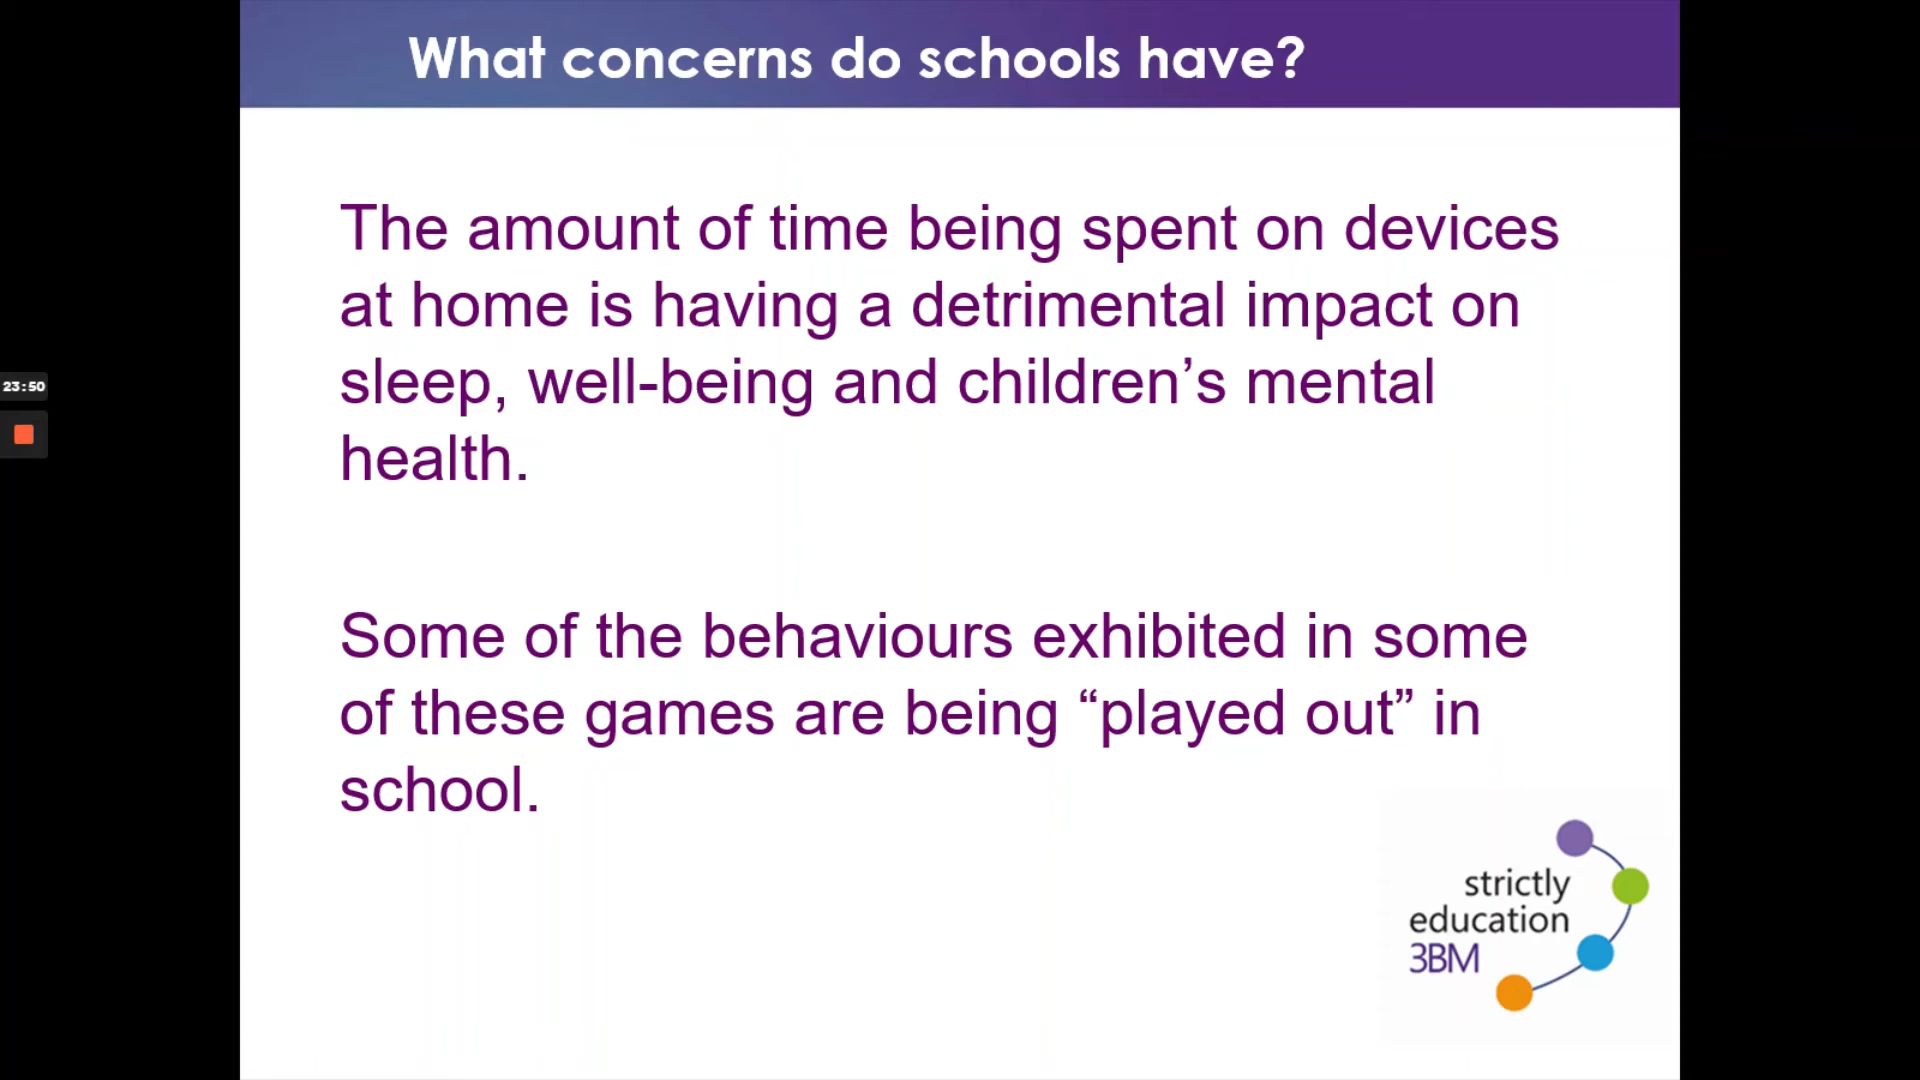 What concerns do schools have?
The amount of time being spent on devices
at home is having a detrimental impact on
sleep, well-being and children’s mental
health.
23:50
Some of the behaviours exhibited in some
of these games are being “played out” in
school.
strictly
education
3BM